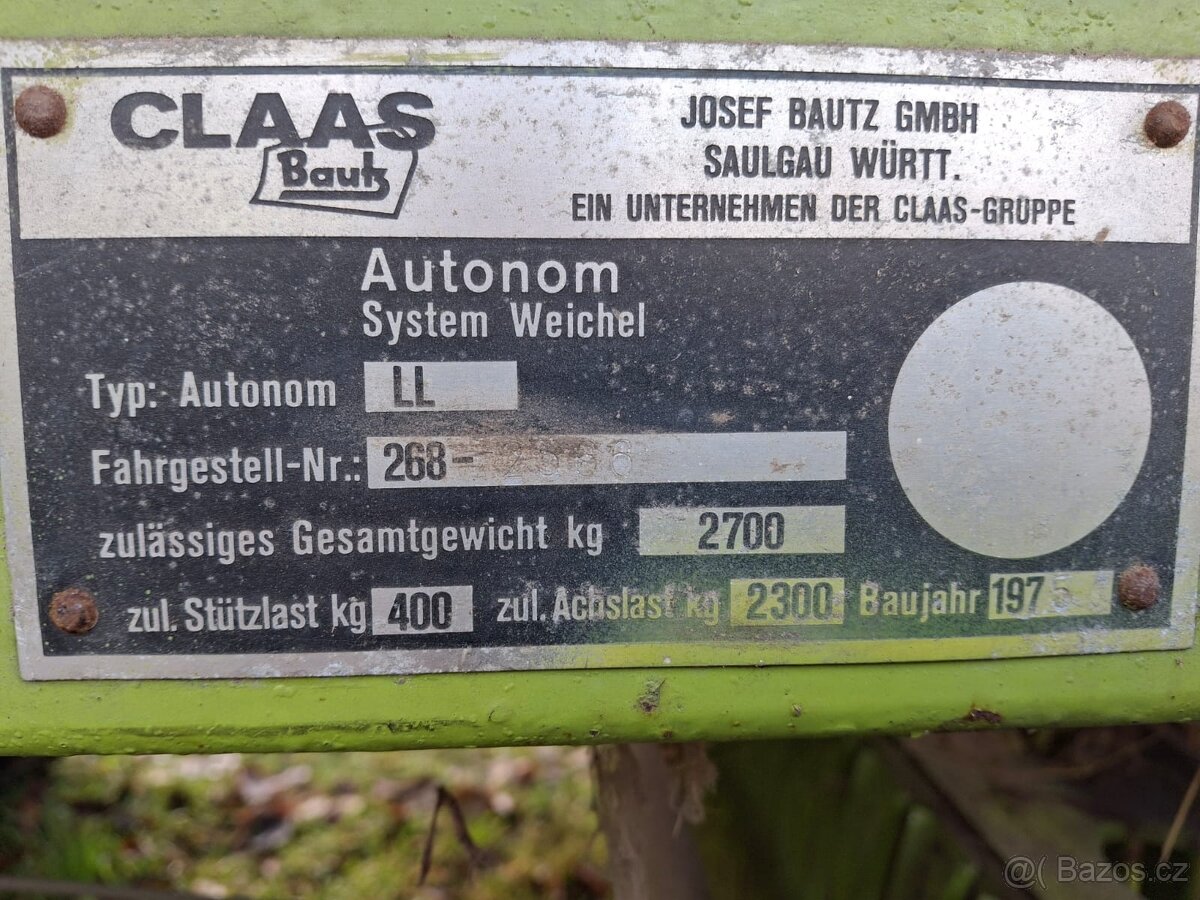 CLAAS
Bautz
JOSEF BAUTZ GMBH
SAULGAU WÜRTT.
EIN UNTERNEHMEN DER CLAAS-GRUPPE
Autonom
System Weichel
Typ: Autonom LL
Fahrgestell-Nr.: 268-
zulässiges Gesamtgewicht kg 2700
zul. Stützlast kg 400 zul. Achslast kg 2300 Baujahr 1975
@( Bazos.cz